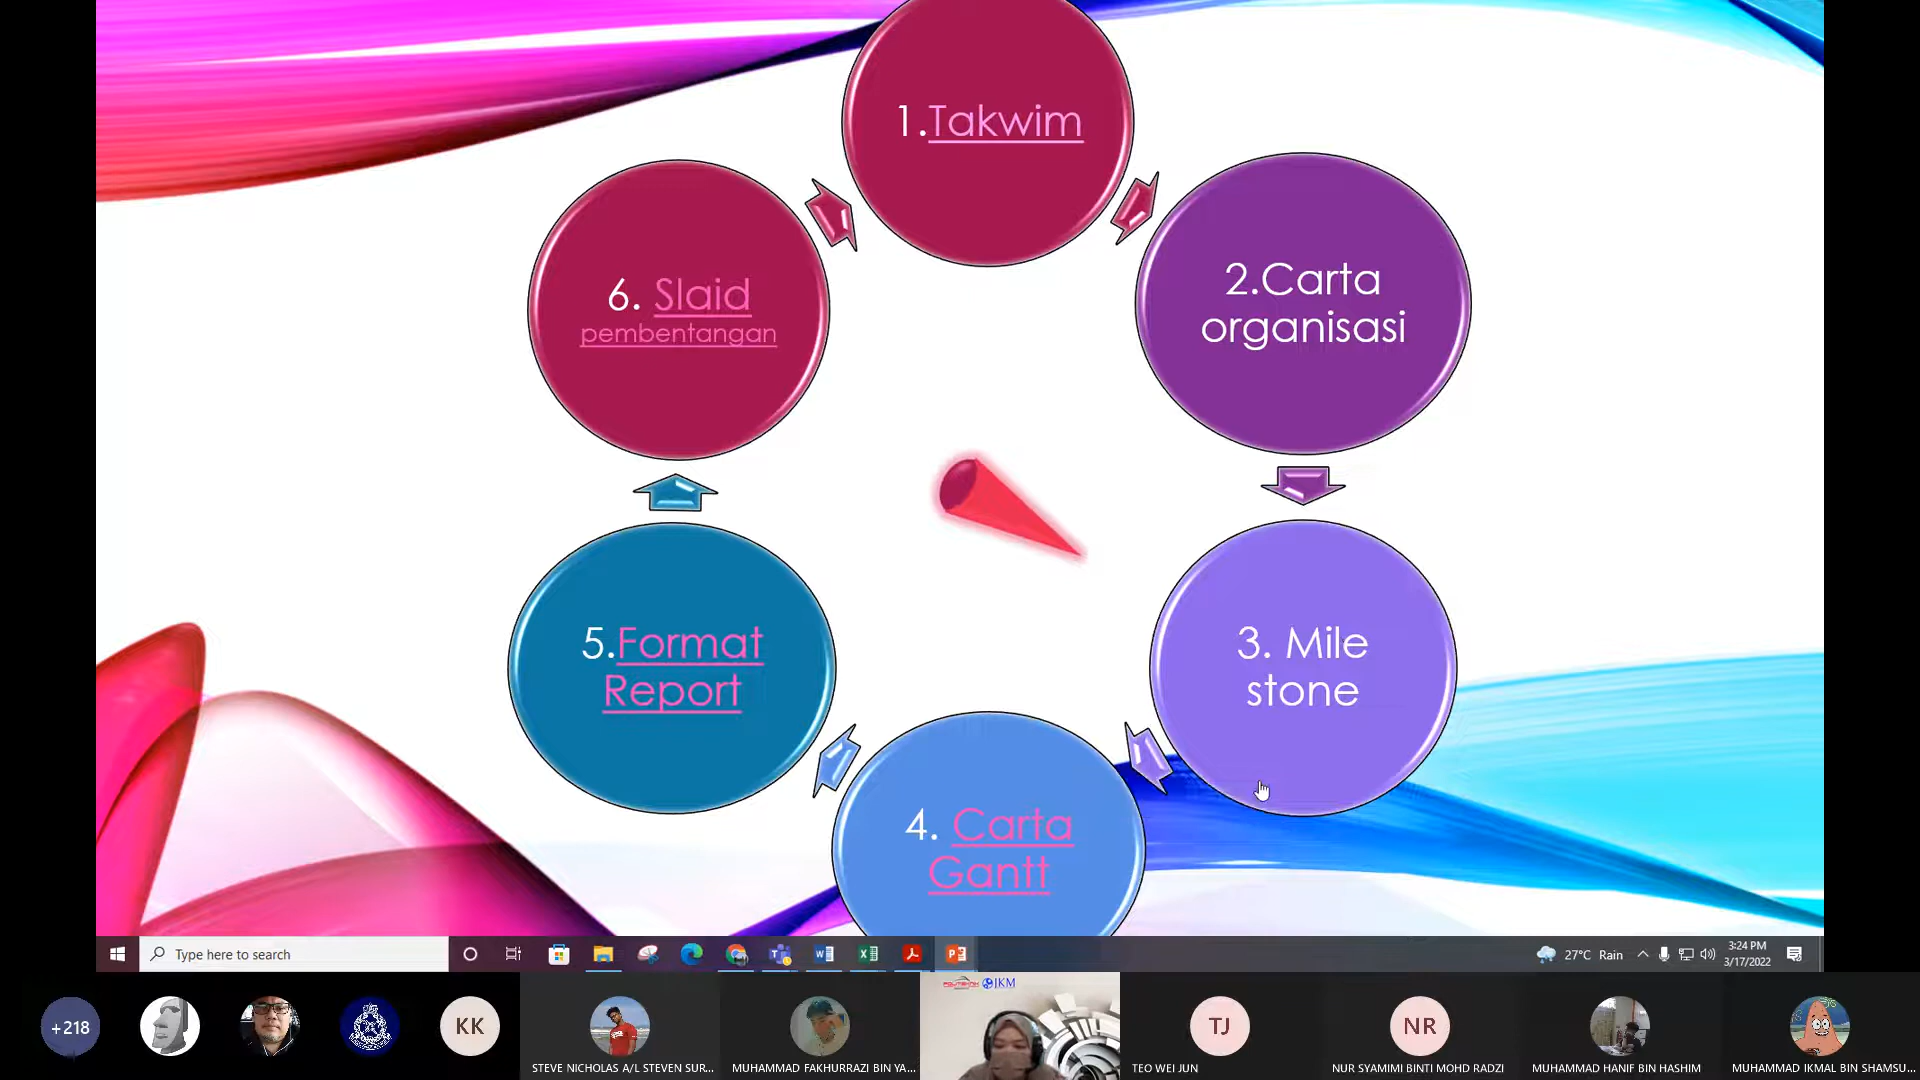 1.Takwim
2.Carta
organisasi
3. Mile
stone
4. Carta
Gantt
5.Format
Report
6. Slaid
pembentangan
Type here to search
27°C Rain
3:24 PM
3/17/2022
+218
KK
STEVE NICHOLAS A/L STEVEN SUR...
MUHAMMAD FAKHURRAZI BIN YA...
JKM
TJ
TEO WEI JUN
NR
NUR SYAMIMI BINTI MOHD RADZI
MUHAMMAD HANIF BIN HASHIM
MUHAMMAD IKMAL BIN SHAMSU...